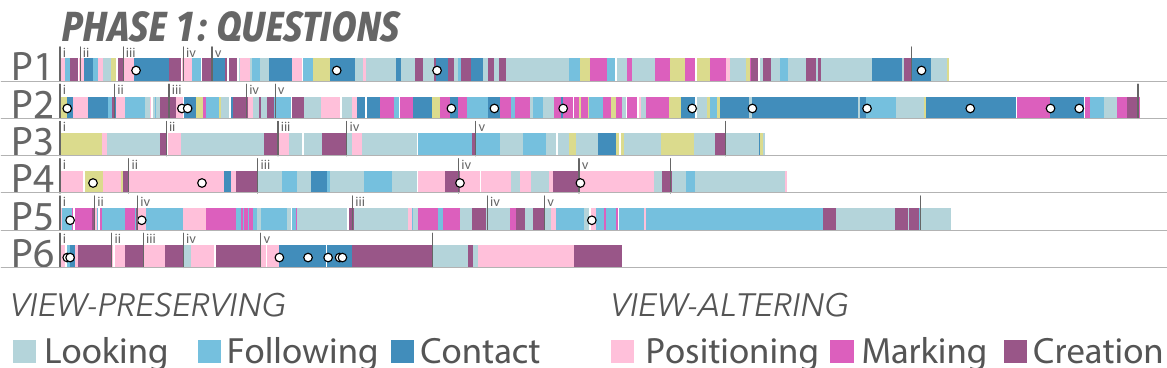 PHASE 1: QUESTIONS
P1 i ii iii iv v
P2 i ii iii iv v
P3 i ii iii iv v
P4 i ii iii iv v
P5 i ii iv iii iv v
P6 i ii iii iv v
VIEW-PRESERVING VIEW-ALTERING
Looking Following Contact Positioning Marking Creation